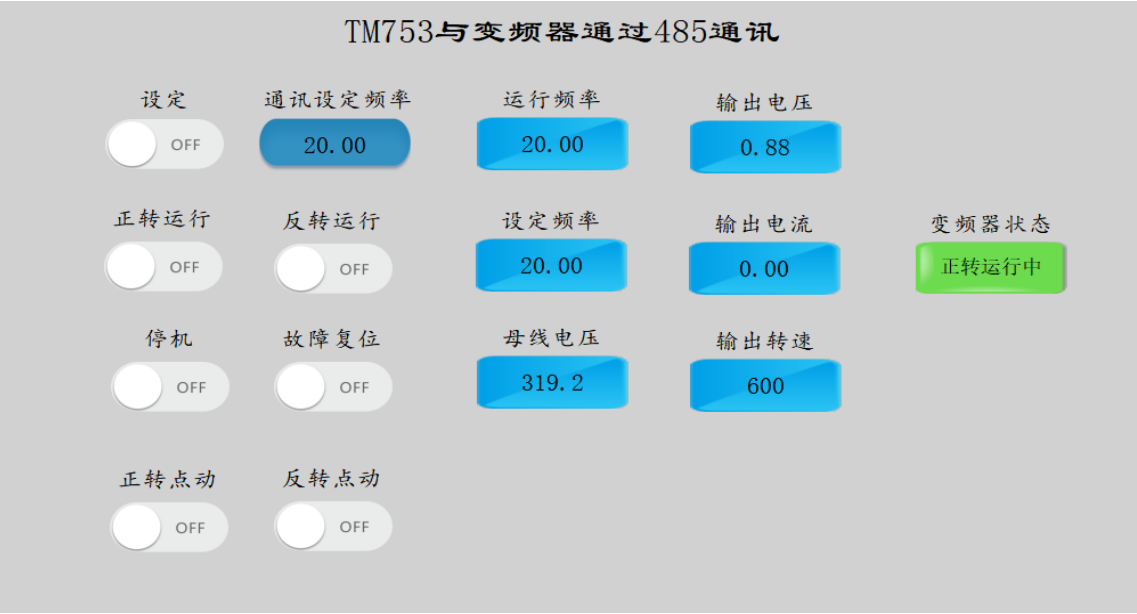 TM753与变频器通过485通讯
设定 通讯设定频率 运行频率 输出电压
OFF 20.00 20.00 0.88
正转运行 反转运行 设定频率 输出电流 变频器状态
OFF OFF 20.00 0.00 正转运行中
停机 故障复位 母线电压 输出转速
OFF OFF 319.2 600
正转点动 反转点动
OFF OFF